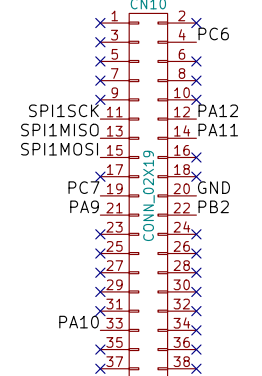 CN10
1 2
3 4 PC6
5 6
7 8
9 10
SPI1SCK 11 12 PA12
SPI1MISO 13 14 PA11
SPI1MOSI 15 16
17 18
PC7 19 20 GND
PA9 21 22 PB2
23 24
25 26
27 28
29 30
31 32
PA10 33 34
35 36
37 38
CONN_02X19